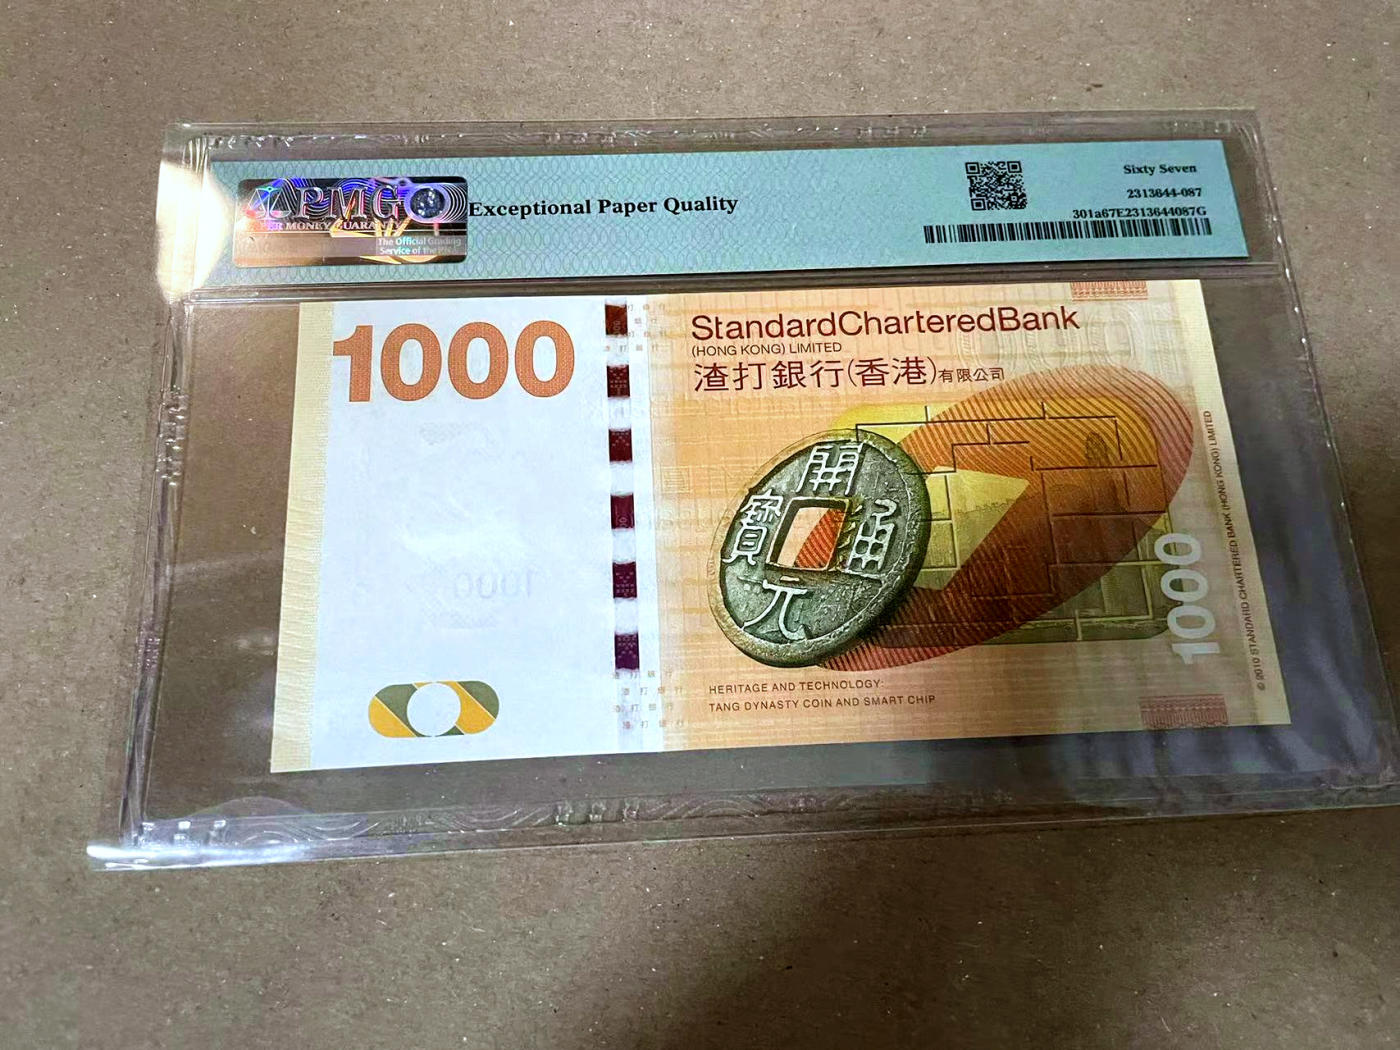 PMG
PAPER MONEY GUARANTY
The Official Grading
Service of the
Exceptional Paper Quality
Sixty Seven
2313644-087
301a67E2313644087G
1000
StandardCharteredBank
(HONG KONG) LIMITED
渣打銀行(香港)有限公司
開
通
元
寶
1000
HERITAGE AND TECHNOLOGY:
TANG DYNASTY COIN AND SMART CHIP
© 2010 STANDARD CHARTERED BANK (HONG KONG) LIMITED
1000